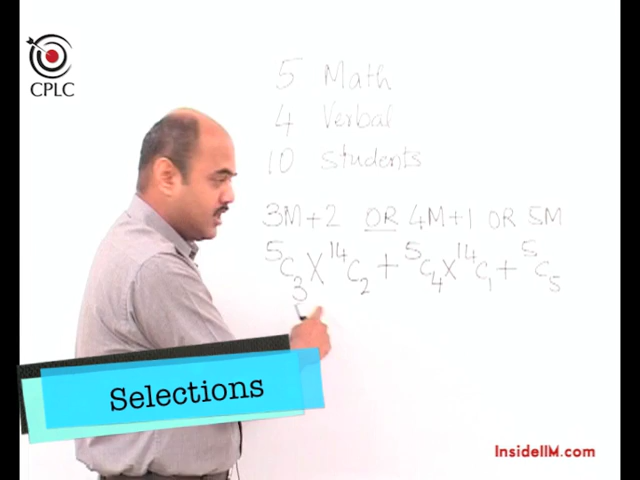 CPLC
5 Math
4 Verbal
10 Students
3M+2 OR 4M+1 OR 5M
⁵C₃ X ¹⁴C₂ + ⁵C₄ X ¹⁴C₁ + ⁵C₅
Selections
InsideIIM.com